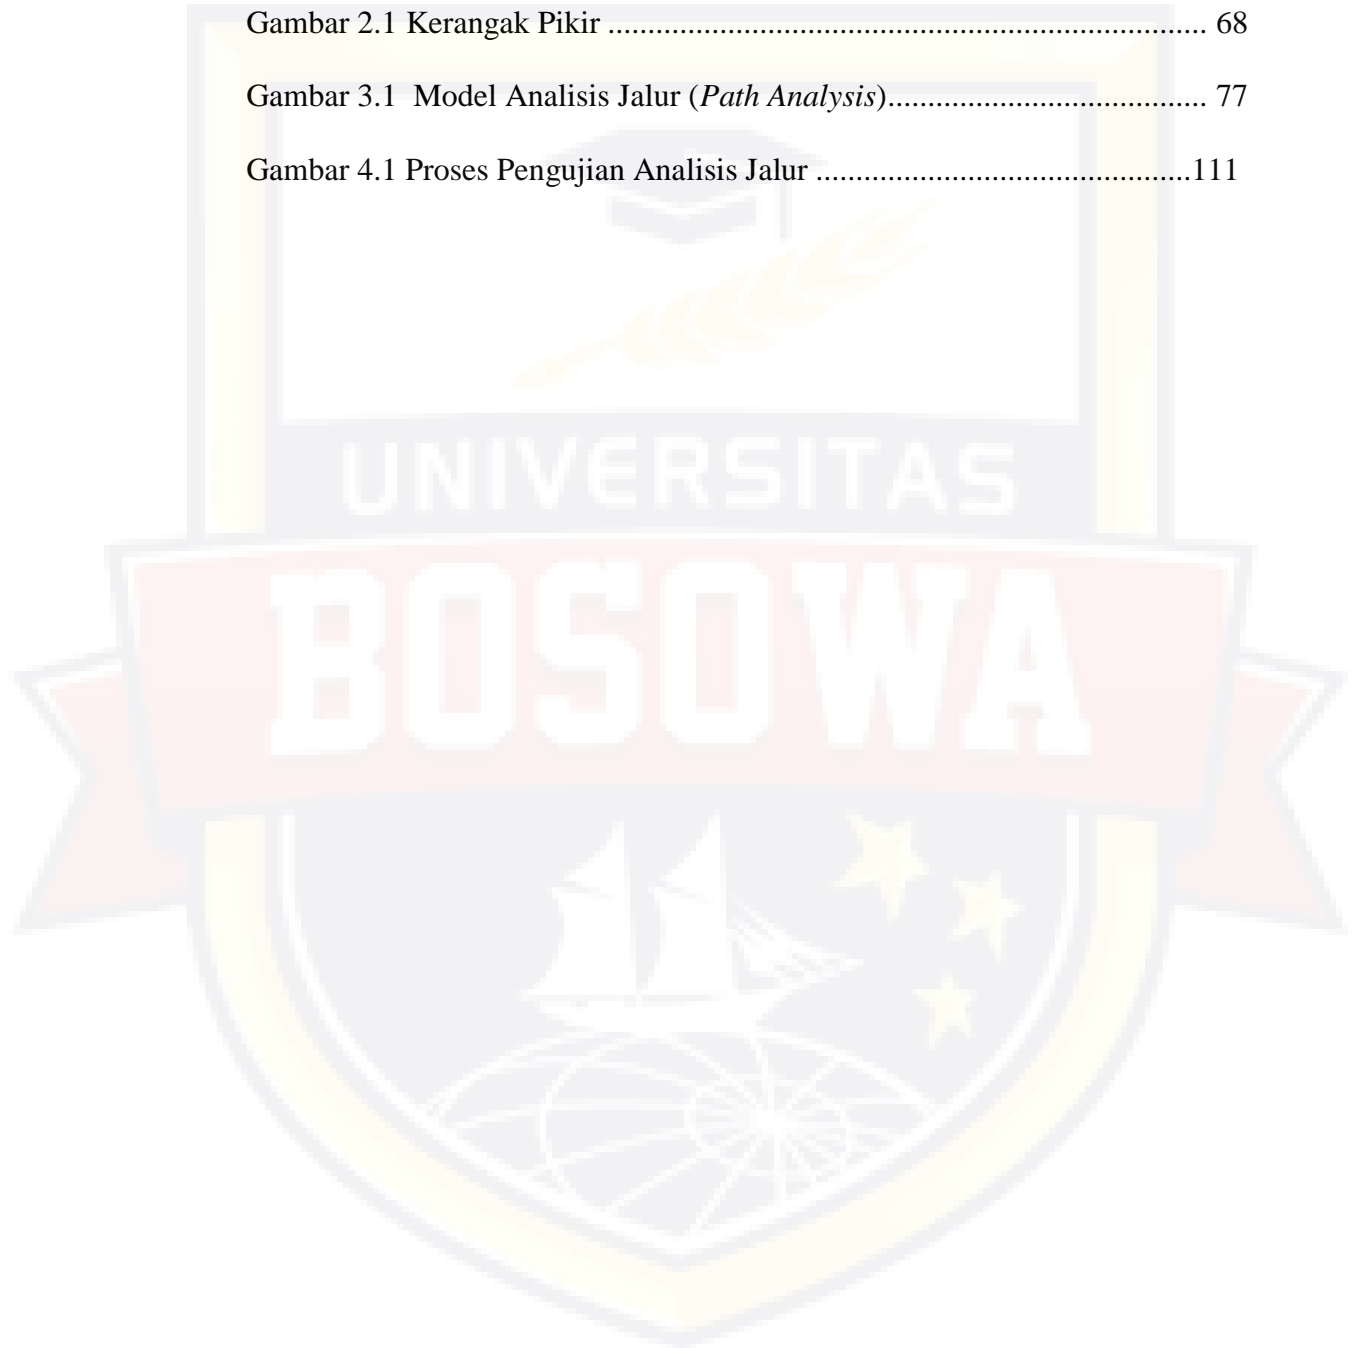 Gambar 2.1 Kerangak Pikir ........................................................................... 68
Gambar 3.1 Model Analisis Jalur (Path Analysis)........................................ 77
Gambar 4.1 Proses Pengujian Analisis Jalur ...............................................111
UNIVERSITAS
BOSOWA